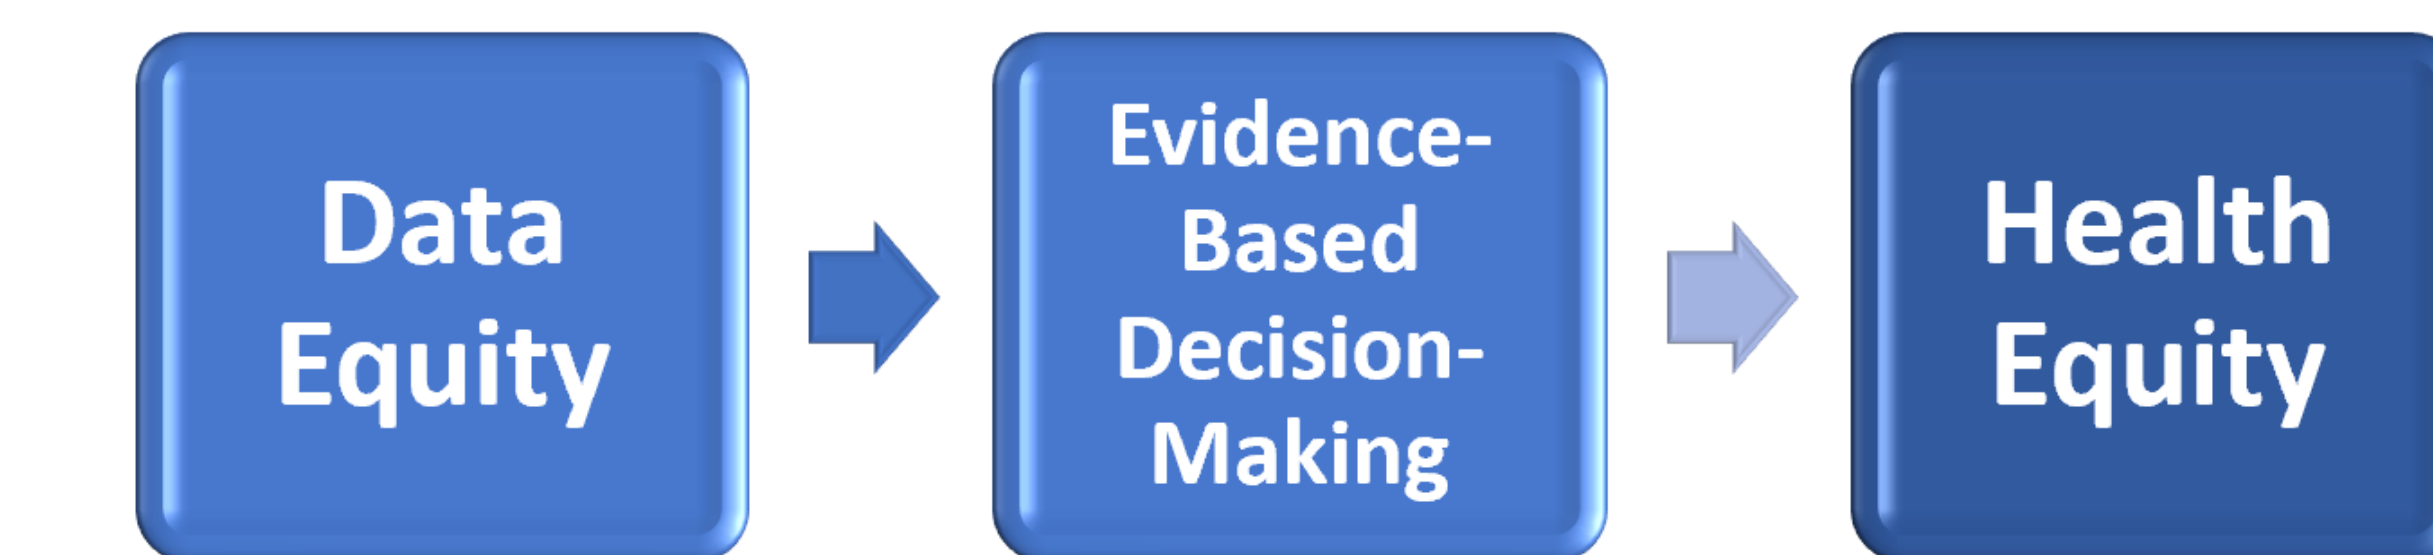 Data
Equity
Evidence-
Based
Decision-
Making
Health
Equity